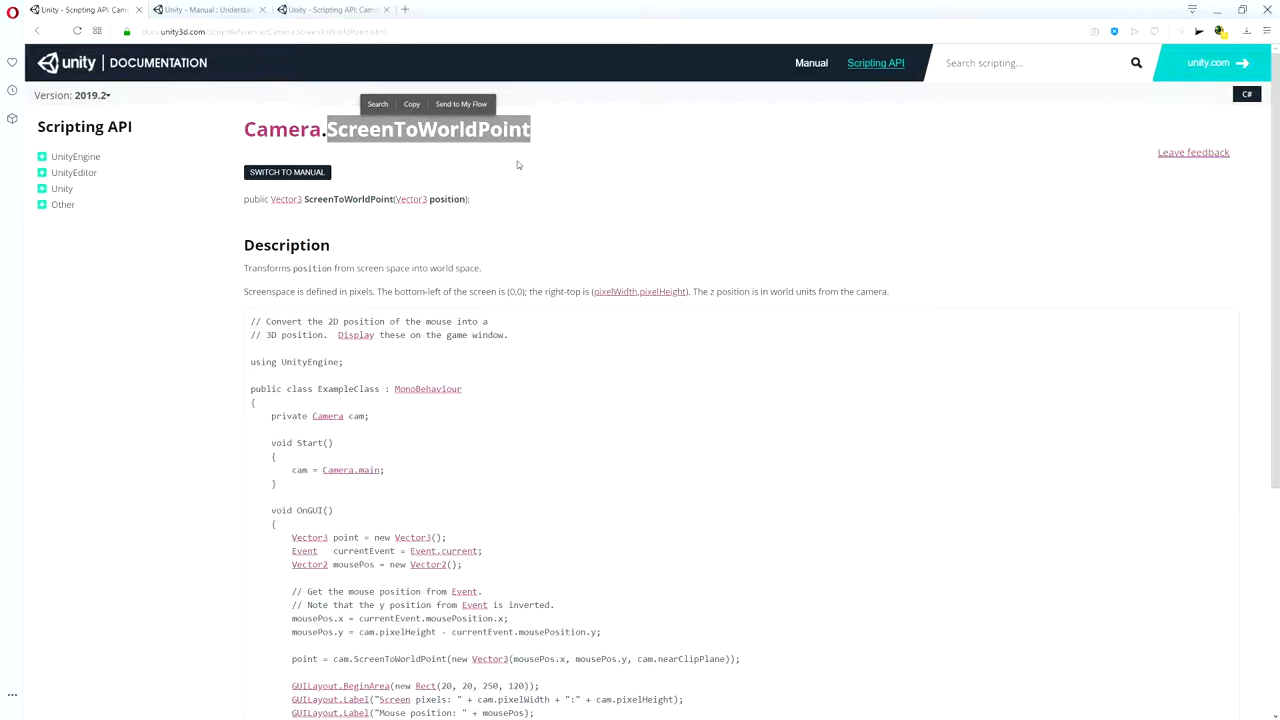 Unity - Scripting API: Cam
Unity - Manual : Understan
Unity - Scripting API: Cam
docs.unity3d.com/ScriptReference/Camera.ScreenToWorldPoint.html
unity | DOCUMENTATION
Manual
Scripting API
Search scripting...
unity.com
Version: 2019.2
C#
Search
Copy
Send to My Flow
Scripting API
UnityEngine
UnityEditor
Unity
Other
Camera.ScreenToWorldPoint
Leave feedback
SWITCH TO MANUAL
public Vector3 ScreenToWorldPoint(Vector3 position);
Description
Transforms position from screen space into world space.
Screenspace is defined in pixels. The bottom-left of the screen is (0,0); the right-top is (pixelWidth,pixelHeight). The z position is in world units from the camera.
// Convert the 2D position of the mouse into a
// 3D position. Display these on the game window.
using UnityEngine;
public class ExampleClass : MonoBehaviour
{
private Camera cam;
void Start()
{
cam = Camera.main;
}
void OnGUI()
{
Vector3 point = new Vector3();
Event currentEvent = Event.current;
Vector2 mousePos = new Vector2();
// Get the mouse position from Event.
// Note that the y position from Event is inverted.
mousePos.x = currentEvent.mousePosition.x;
mousePos.y = cam.pixelHeight - currentEvent.mousePosition.y;
point = cam.ScreenToWorldPoint(new Vector3(mousePos.x, mousePos.y, cam.nearClipPlane));
GUILayout.BeginArea(new Rect(20, 20, 250, 120));
GUILayout.Label("Screen pixels: " + cam.pixelWidth + ":" + cam.pixelHeight);
GUILayout.Label("Mouse position: " + mousePos);